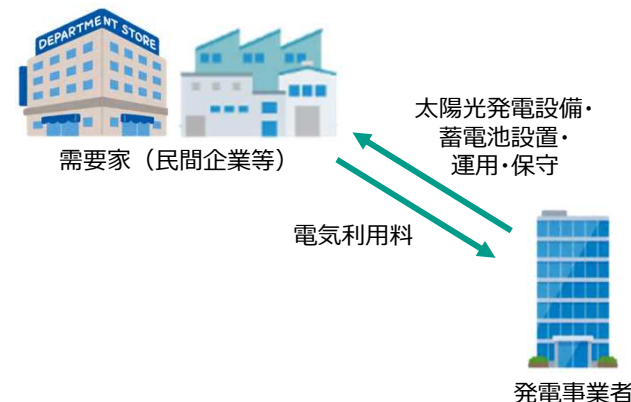 DEPARTMENT STORE
需要家（民間企業等）
太陽光発電設備・
蓄電池設置・
運用・保守
電気利用料
発電事業者